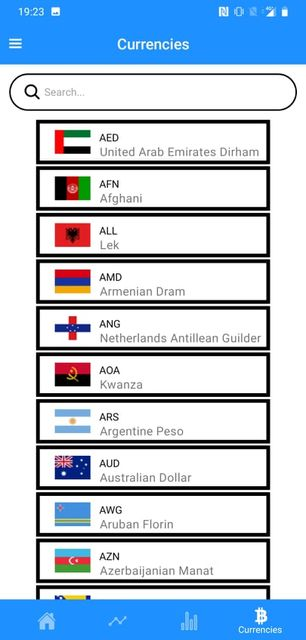 19:23
Currencies
Search...
AED
United Arab Emirates Dirham
AFN
Afghani
ALL
Lek
AMD
Armenian Dram
ANG
Netherlands Antillean Guilder
AOA
Kwanza
ARS
Argentine Peso
AUD
Australian Dollar
AWG
Aruban Florin
AZN
Azerbaijanian Manat
Currencies